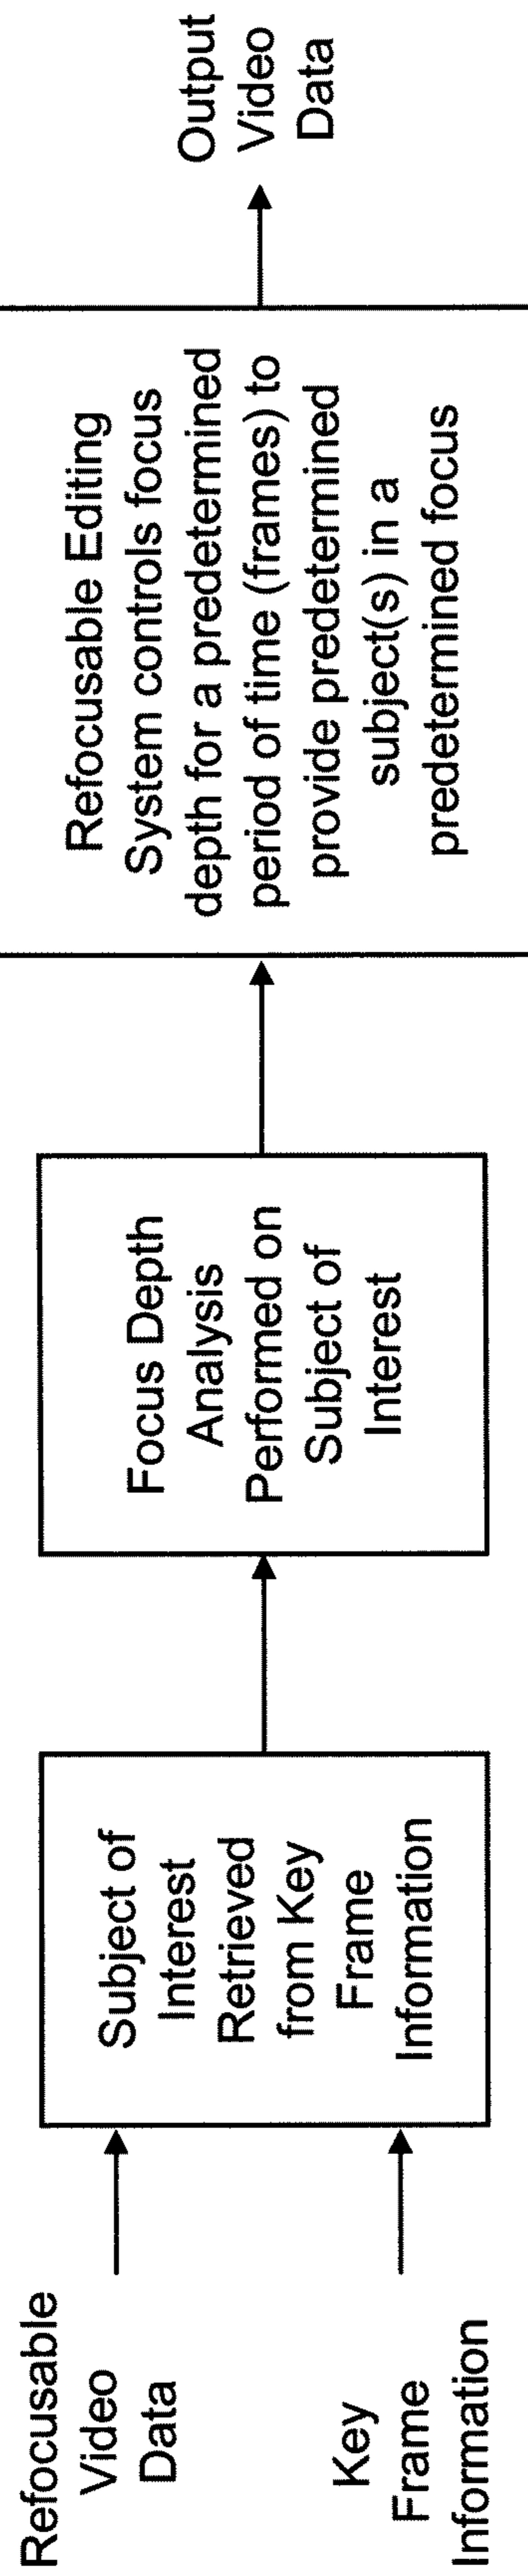 Refocusable
Video
Data
Key
Frame
Information
Subject of
Interest
Retrieved
from Key
Frame
Information
Focus Depth
Analysis
Performed on
Subject of
Interest
Refocusable Editing
System controls focus
depth for a predetermined
period of time (frames) to
provide predetermined
subject(s) in a
predetermined focus
Output
Video
Data